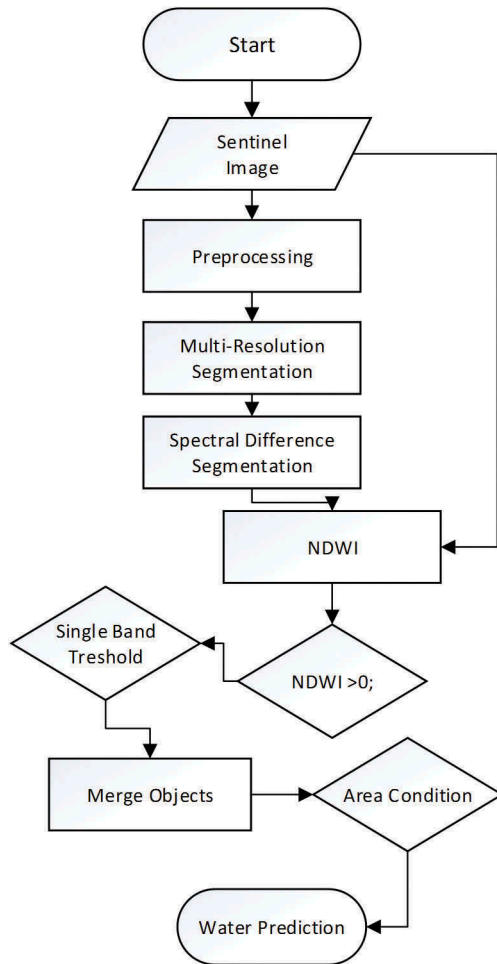 Start
Sentinel
Image
Preprocessing
Multi-Resolution
Segmentation
Spectral Difference
Segmentation
NDWI
NDWI >0;
Single Band
Treshold
Merge Objects
Area Condition
Water Prediction